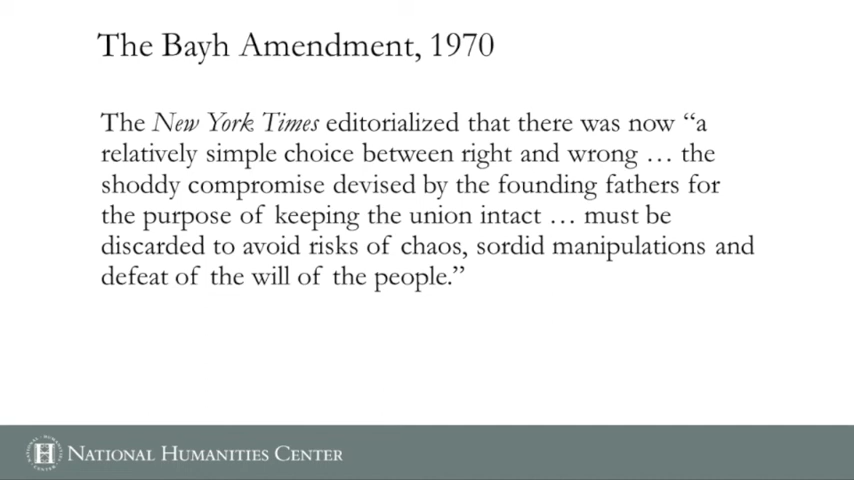 The Bayh Amendment, 1970
The New York Times editorialized that there was now “a
relatively simple choice between right and wrong … the
shoddy compromise devised by the founding fathers for
the purpose of keeping the union intact … must be
discarded to avoid risks of chaos, sordid manipulations and
defeat of the will of the people.”
NATIONAL HUMANITIES CENTER